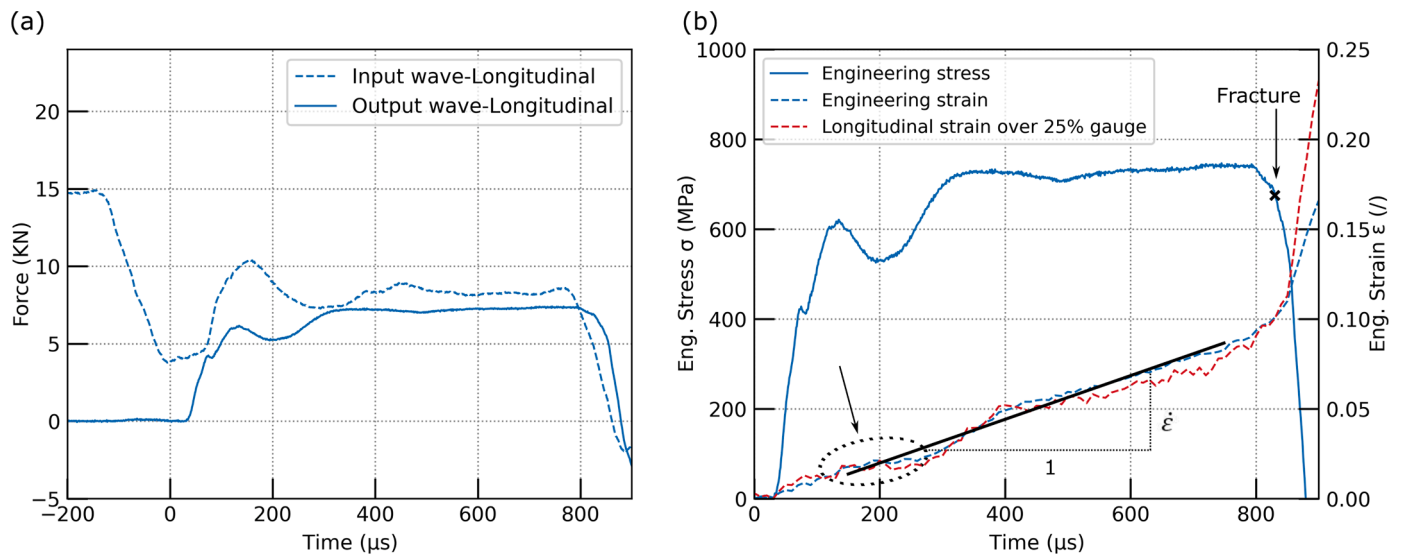 (a)
Force (KN)
20
15
10
5
0
−5
−200
0
200
400
600
800
Time (μs)
Input wave-Longitudinal
Output wave-Longitudinal
(b)
Eng. Stress σ (MPa)
1000
800
600
400
200
0
0
200
400
600
800
Time (μs)
Engineering stress
Engineering strain
Longitudinal strain over 25% gauge
Fracture
ε̇
1
0.25
0.20
0.15
0.10
0.05
0.00
Eng. Strain ε (/)